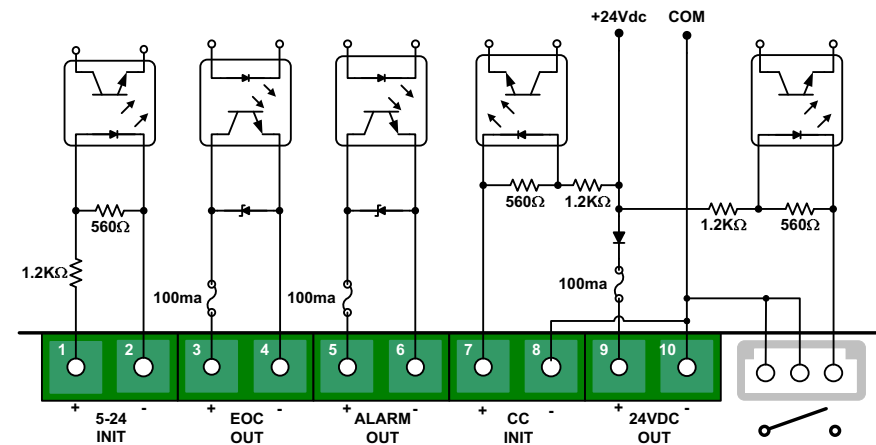 +24Vdc COM
560Ω
560Ω 1.2KΩ
1.2KΩ 560Ω
1.2KΩ
100ma
100ma
100ma
1 2 3 4 5 6 7 8 9 10
+ - + - + - + - + -
5-24 INIT
EOC OUT
ALARM OUT
CC INIT
24VDC OUT